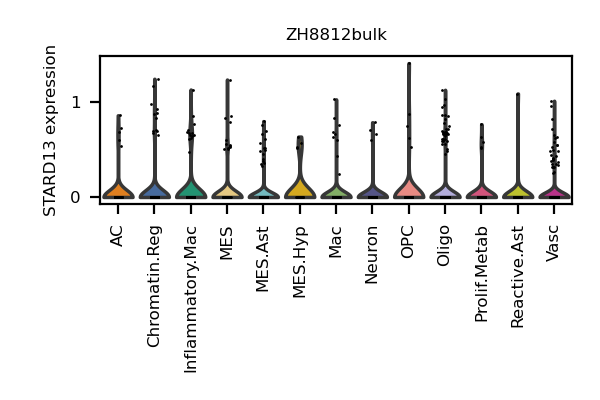 ZH8812bulk
STARD13 expression
1
0
AC
Chromatin.Reg
Inflammatory.Mac
MES
MES.Ast
MES.Hyp
Mac
Neuron
OPC
Oligo
Prolif.Metab
Reactive.Ast
Vasc